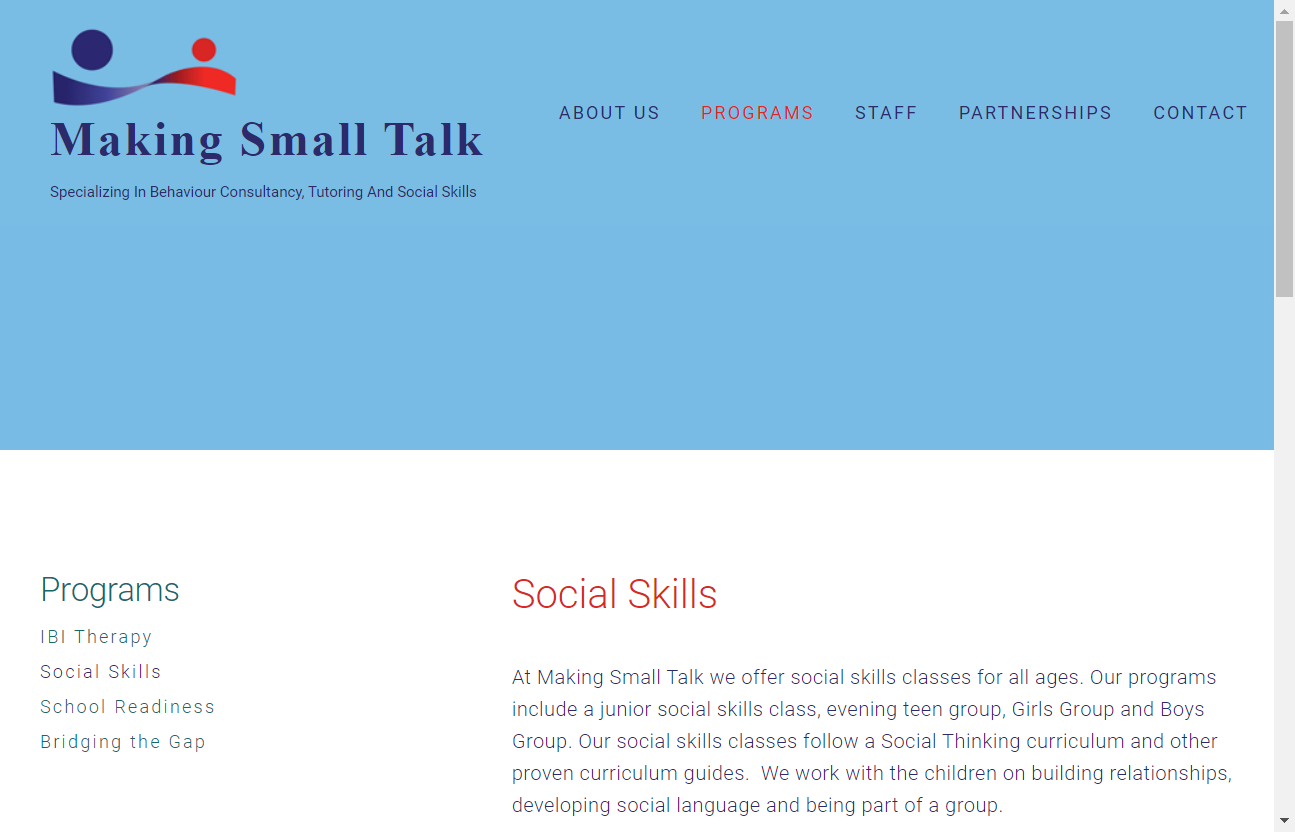 Making Small Talk
Specializing In Behaviour Consultancy, Tutoring And Social Skills
ABOUT US
PROGRAMS
STAFF
PARTNERSHIPS
CONTACT
Programs
IBI Therapy
Social Skills
School Readiness
Bridging the Gap
Social Skills
At Making Small Talk we offer social skills classes for all ages. Our programs
include a junior social skills class, evening teen group, Girls Group and Boys
Group. Our social skills classes follow a Social Thinking curriculum and other
proven curriculum guides.  We work with the children on building relationships,
developing social language and being part of a group.